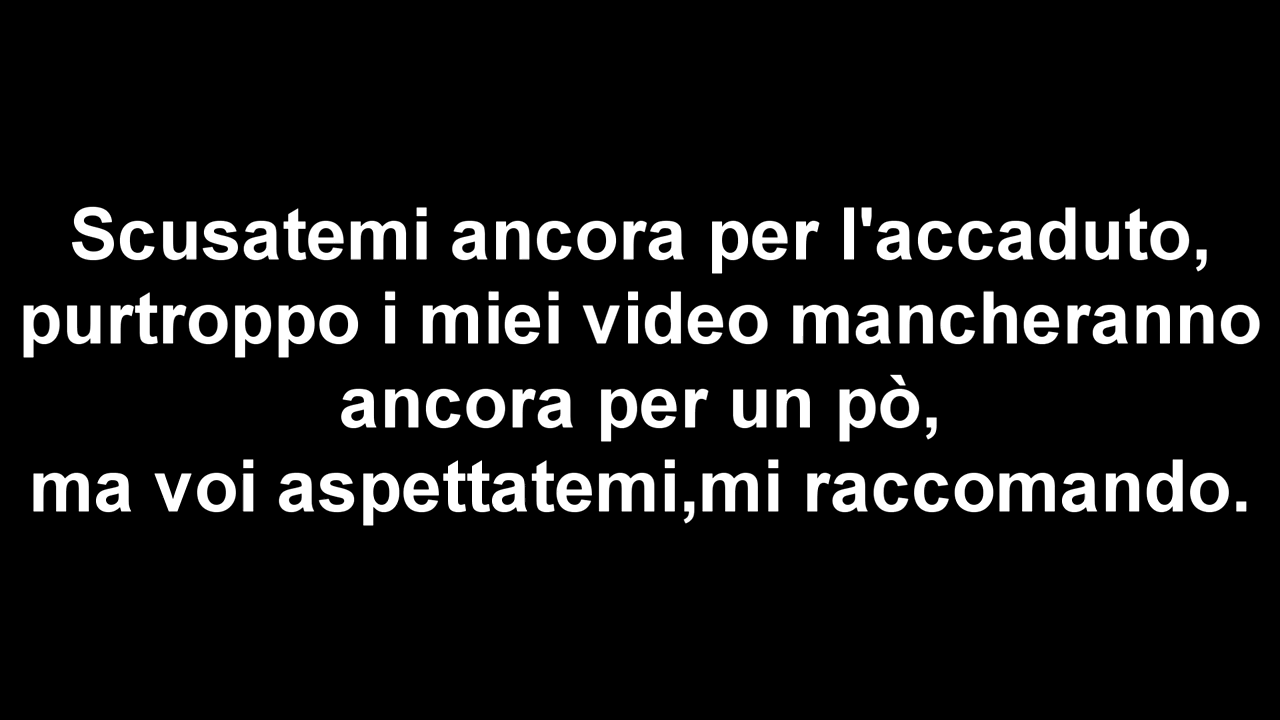 Scusatemi ancora per l'accaduto,
purtroppo i miei video mancheranno
ancora per un pò,
ma voi aspettatemi,mi raccomando.